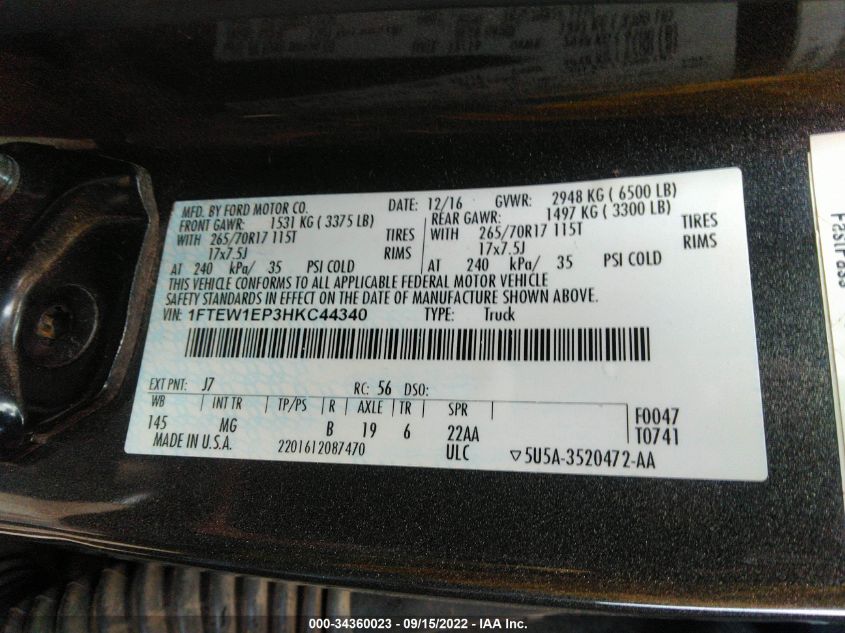 MFD. BY FORD MOTOR CO. DATE: 12/16 GVWR: 2948 KG ( 6500 LB)
FRONT GAWR: 1531 KG ( 3375 LB) REAR GAWR: 1497 KG ( 3300 LB)
WITH 265/70R17 115T TIRES WITH 265/70R17 115T TIRES
17x7.5J RIMS 17x7.5J RIMS
AT 240 kPa/ 35 PSI COLD AT 240 kPa/ 35 PSI COLD
THIS VEHICLE CONFORMS TO ALL APPLICABLE FEDERAL MOTOR VEHICLE
SAFETY STANDARDS IN EFFECT ON THE DATE OF MANUFACTURE SHOWN ABOVE.
VIN: 1FTEW1EP3HKC44340 TYPE: Truck
EXT PNT: J7 RC: 56 DSO:
WB INT TR TP/PS R AXLE TR SPR F0047
145 MG B 19 6 22AA T0741
MADE IN U.S.A. 2201612087470 ULC ▽5U5A-3520472-AA
000-34360023 - 09/15/2022 - IAA Inc.